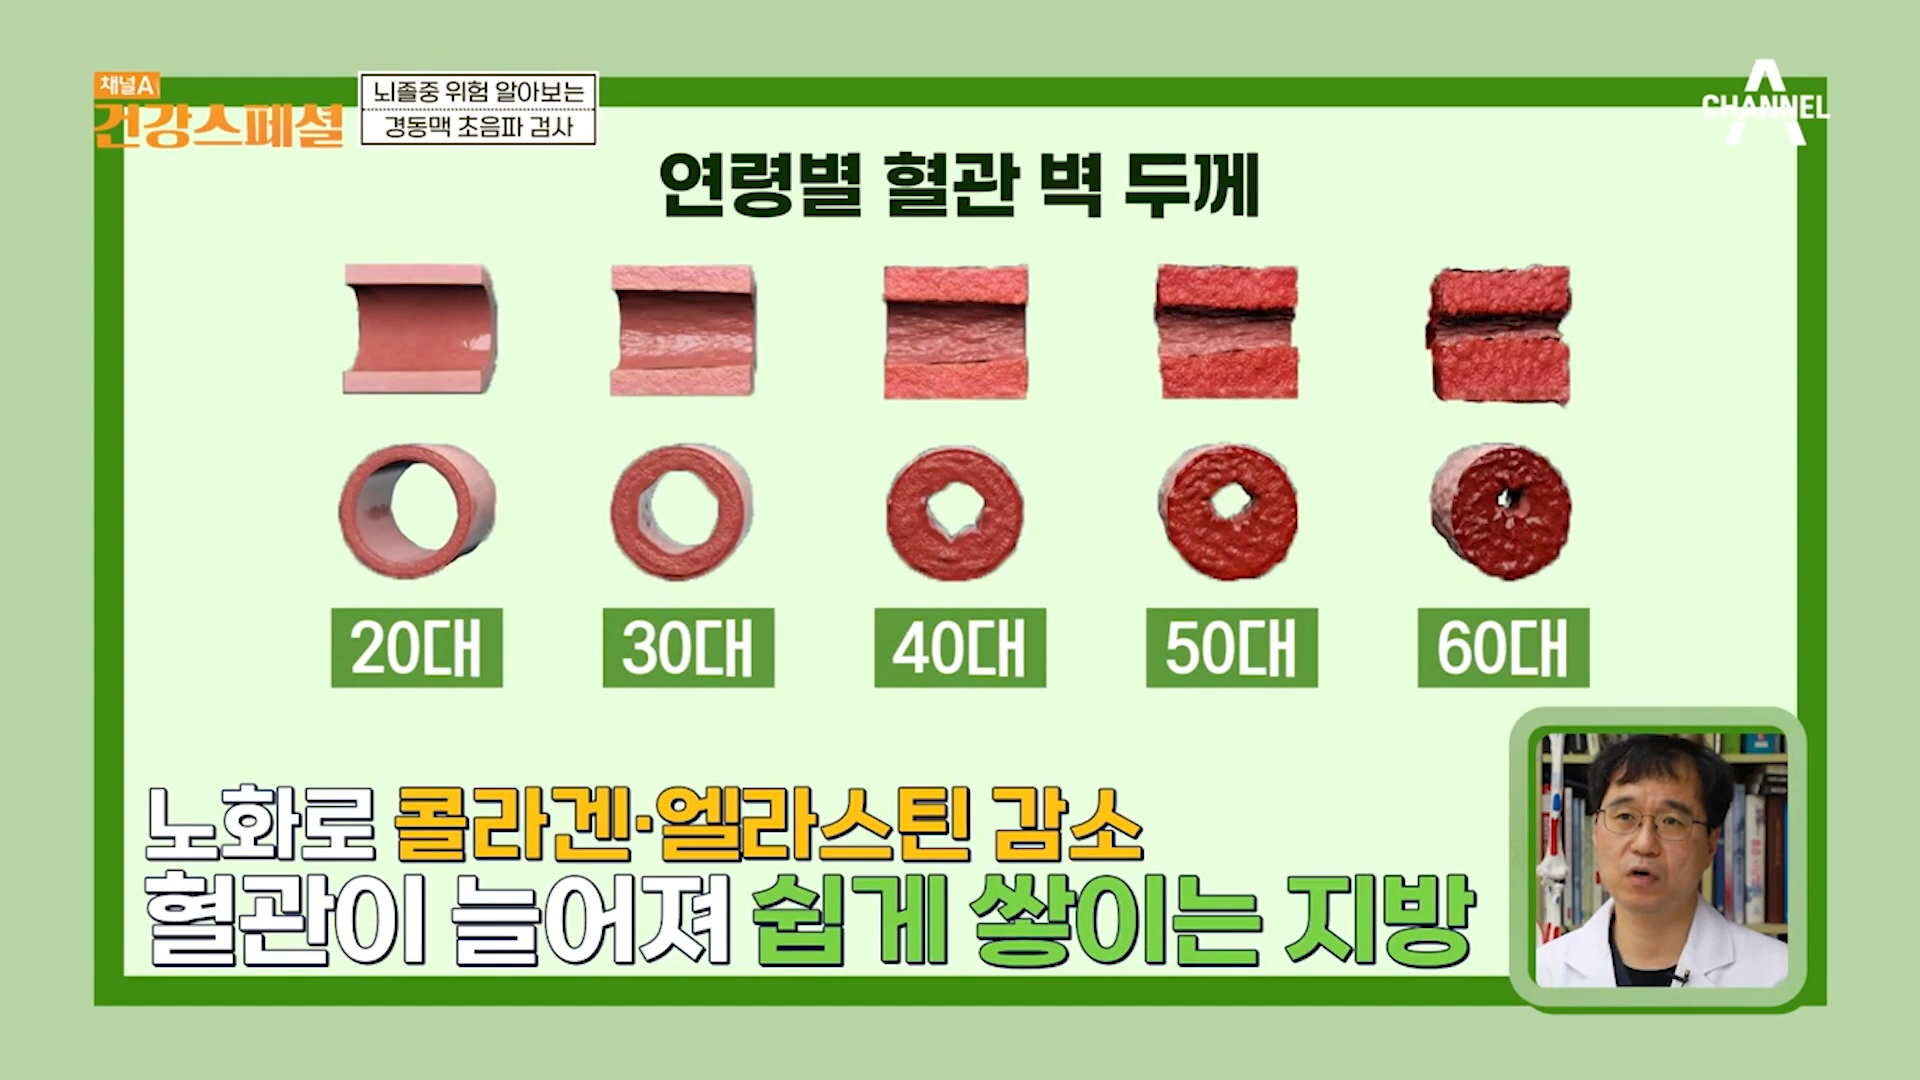 채널A
건강스페셜
뇌졸중 위험 알아보는
경동맥 초음파 검사
CHANNEL A
연령별 혈관 벽 두께
20대 30대 40대 50대 60대
노화로 콜라겐·엘라스틴 감소
혈관이 늘어져 쉽게 쌓이는 지방